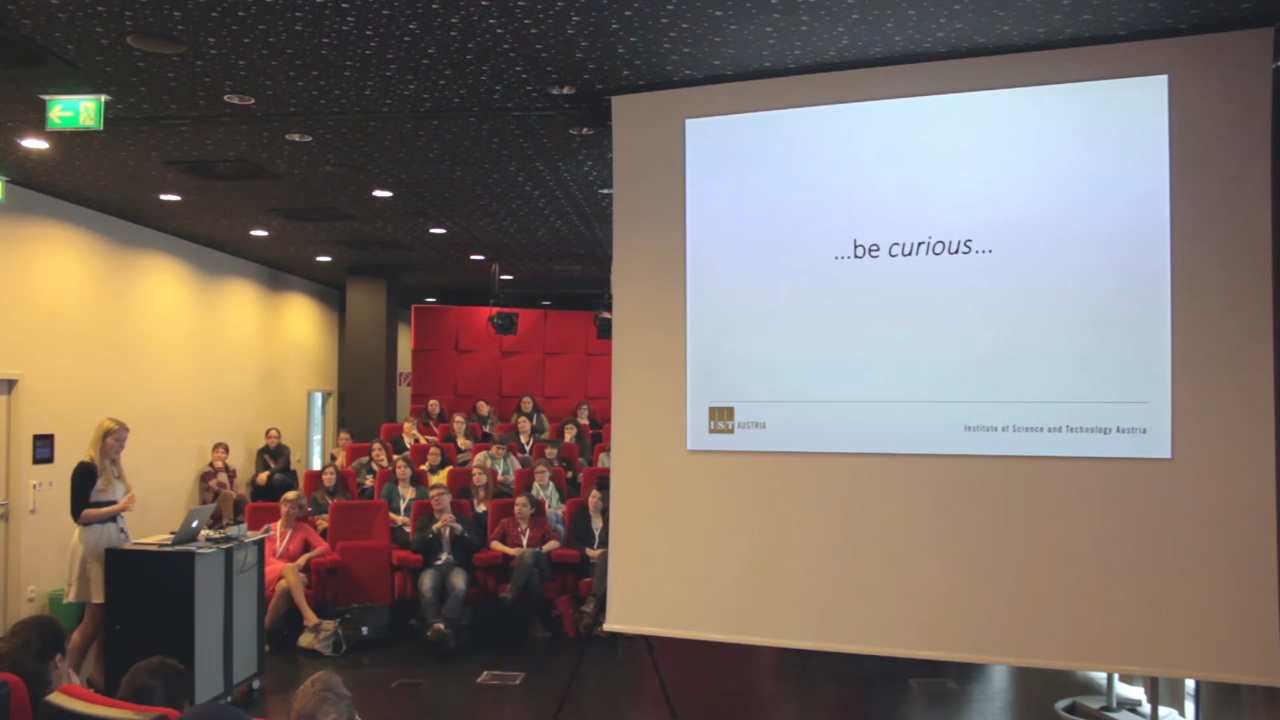 ...be curious...
IST AUSTRIA
Institute of Science and Technology Austria